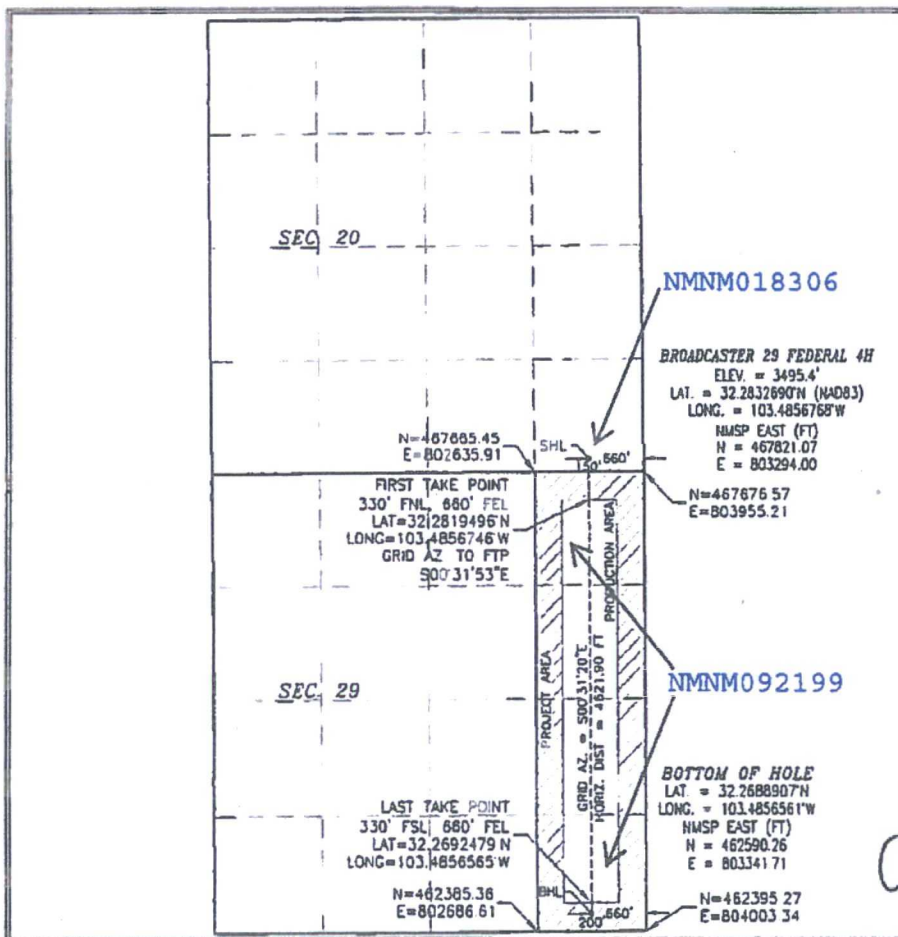 SEC 20
NMNM018306
BROADCASTER 29 FEDERAL 4H
ELEV. = 3495.4'
LAT. = 32.2832690°N (NAD83)
LONG. = 103.4856768°W
NMSP EAST (FT)
N = 467821.07
E = 803294.00
N=467665.45
E=802635.91
SHL
660'
150'
N=467676.57
E=803955.21
FIRST TAKE POINT
330' FNL, 660' FEL
LAT=32.2819496°N
LONG=103.4856746°W
GRID AZ TO FTP
S00°31'53"E
PRODUCTION AREA
PROJECT AREA
GRID AZ. = S00°31'20"E
HORIZ. DIST = 4621.90 FT
SEC 29
NMNM092199
BOTTOM OF HOLE
LAT. = 32.2688907°N
LONG. = 103.4856561°W
NMSP EAST (FT)
N = 462590.26
E = 803341.71
LAST TAKE POINT
330' FSL, 660' FEL
LAT=32.2692479°N
LONG=103.4856565°W
BHL
660'
200'
N=462385.36
E=802686.61
N=462395.27
E=804003.34